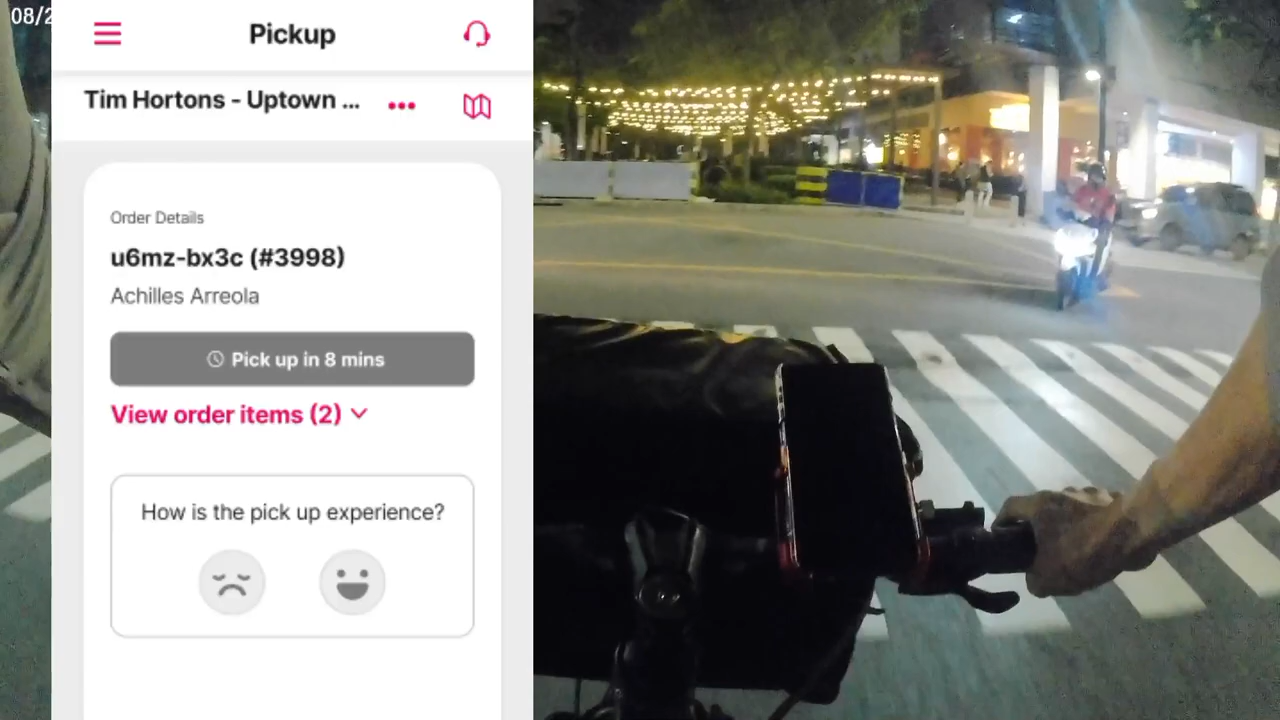 08/2
Pickup
Tim Hortons - Uptown ...
Order Details
u6mz-bx3c (#3998)
Achilles Arreola
Pick up in 8 mins
View order items (2)
How is the pick up experience?